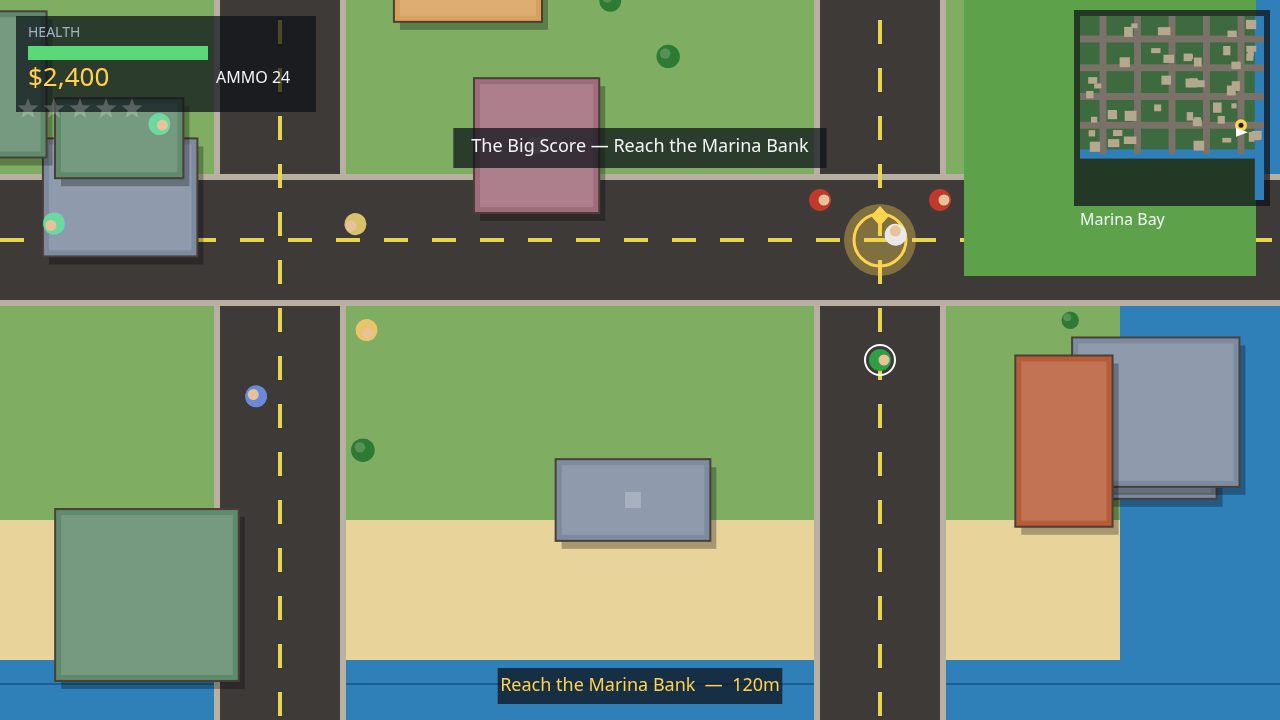 HEALTH
$2,400
AMMO 24
The Big Score — Reach the Marina Bank
Marina Bay
Reach the Marina Bank — 120m